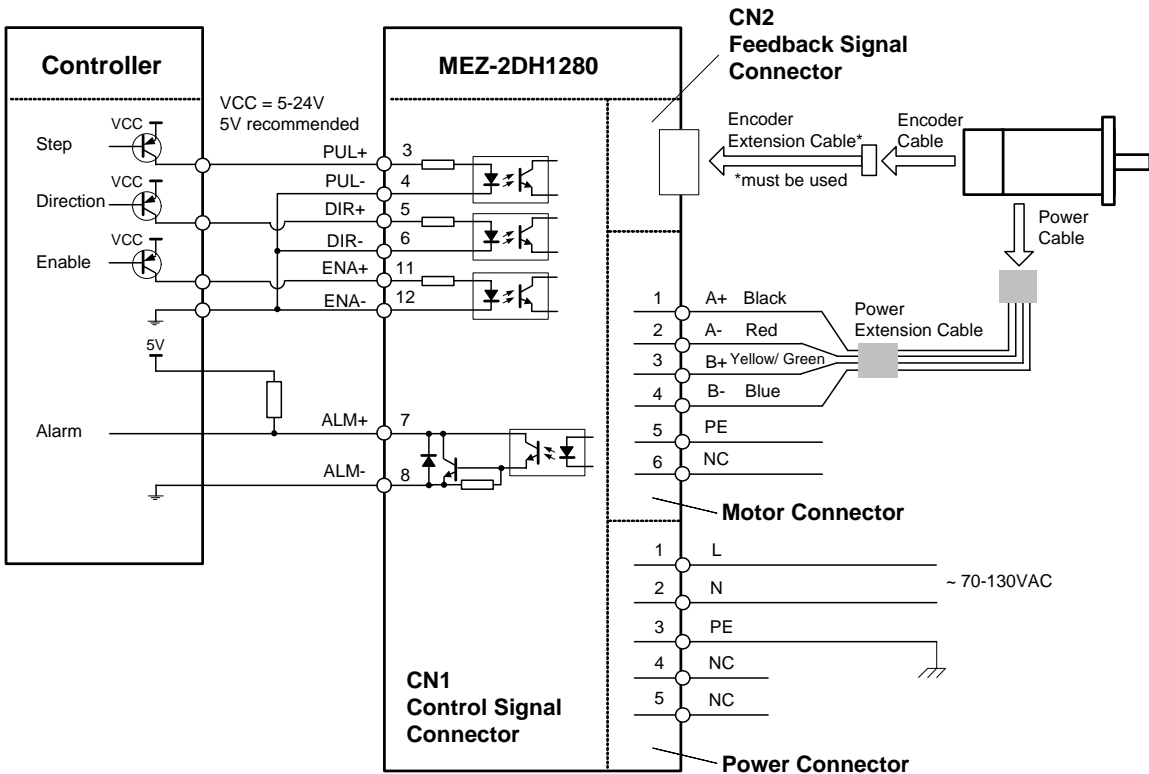 Controller
VCC
Step
VCC
Direction
VCC
Enable
5V
Alarm
VCC = 5-24V
5V recommended
PUL+
PUL-
DIR+
DIR-
ENA+
ENA-
ALM+
ALM-
MEZ-2DH1280
3
4
5
6
11
12
7
8
CN1
Control Signal
Connector
CN2
Feedback Signal
Connector
Encoder
Extension Cable*
*must be used
Encoder
Cable
Power
Cable
Power
Extension Cable
1 A+ Black
2 A- Red
3 B+ Yellow/ Green
4 B- Blue
5 PE
6 NC
Motor Connector
1 L
2 N
~ 70-130VAC
3 PE
4 NC
5 NC
Power Connector